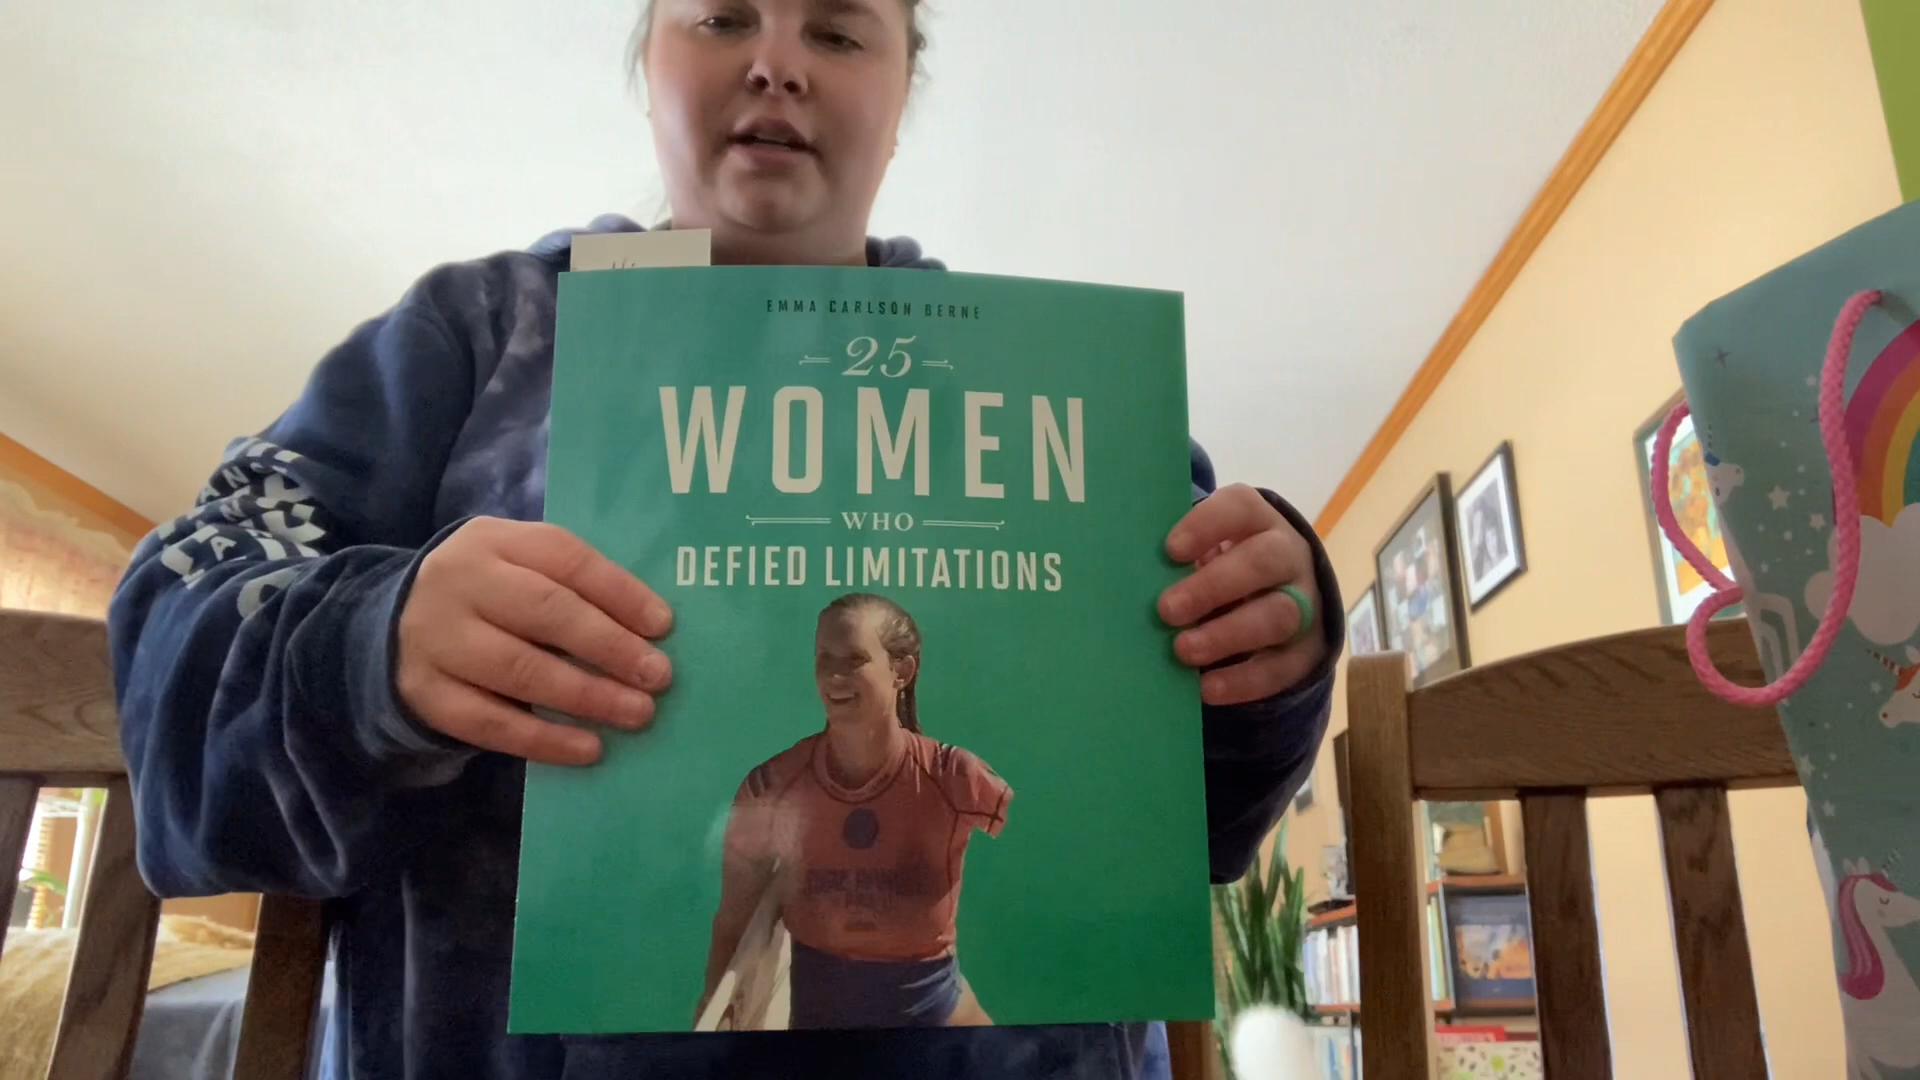 EMMA CARLSON BERNE
25
WOMEN
WHO
DEFIED LIMITATIONS